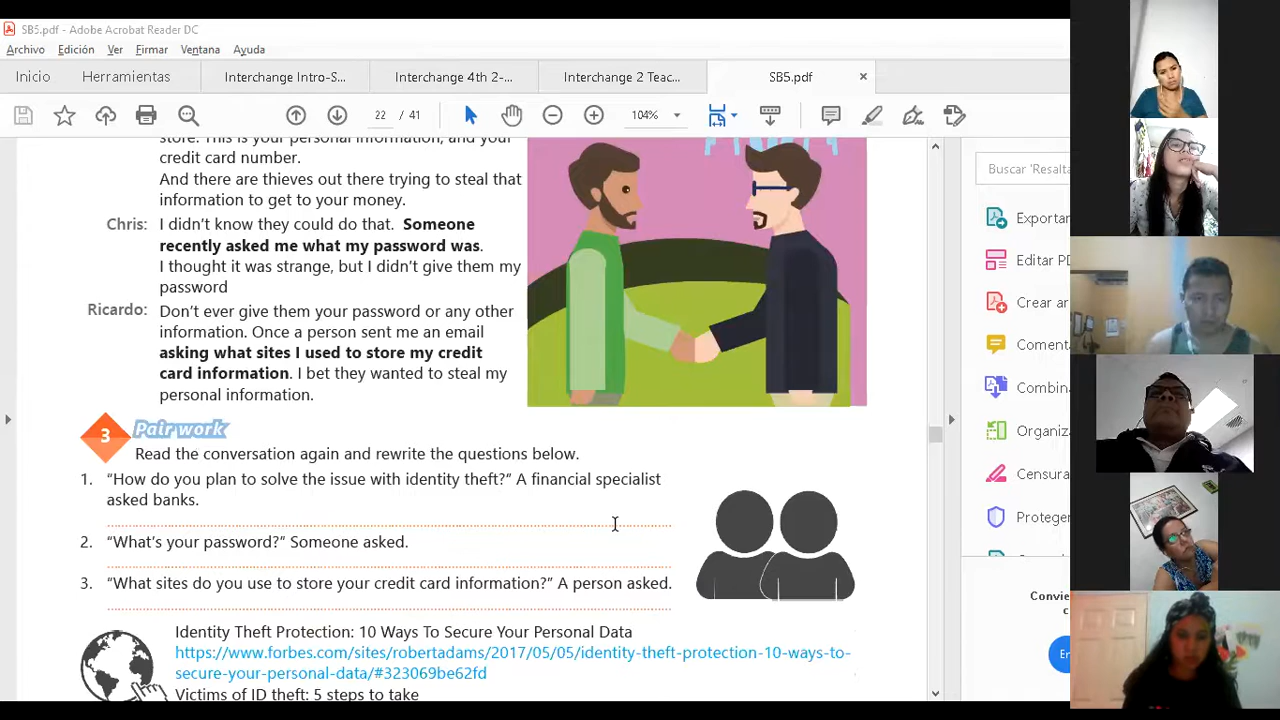 SB5.pdf - Adobe Acrobat Reader DC
Archivo Edición Ver Firmar Ventana Ayuda
Inicio Herramientas Interchange Intro-S... Interchange 4th 2-... Interchange 2 Teac... SB5.pdf ×
22 / 41 104%
store. This is your personal information, and your
credit card number.
And there are thieves out there trying to steal that
information to get to your money.
Chris: I didn't know they could do that. Someone
recently asked me what my password was.
I thought it was strange, but I didn't give them my
password
Ricardo: Don't ever give them your password or any other
information. Once a person sent me an email
asking what sites I used to store my credit
card information. I bet they wanted to steal my
personal information.
3 Pair work
Read the conversation again and rewrite the questions below.
1. “How do you plan to solve the issue with identity theft?” A financial specialist
asked banks.
2. “What's your password?” Someone asked.
3. “What sites do you use to store your credit card information?” A person asked.
Identity Theft Protection: 10 Ways To Secure Your Personal Data
https://www.forbes.com/sites/robertadams/2017/05/05/identity-theft-protection-10-ways-to-
secure-your-personal-data/#323069be62fd
Victims of ID theft: 5 steps to take
Buscar 'Resalta
Exportar
Editar PD
Crear ar
Coment
Combin
Organiz
Censura
Proteger
Convie
c
En